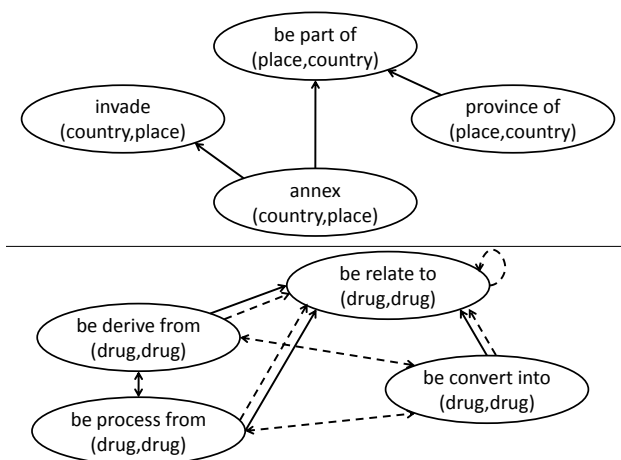 be part of
(place,country)
invade
(country,place)
province of
(place,country)
annex
(country,place)
be relate to
(drug,drug)
be derive from
(drug,drug)
be convert into
(drug,drug)
be process from
(drug,drug)